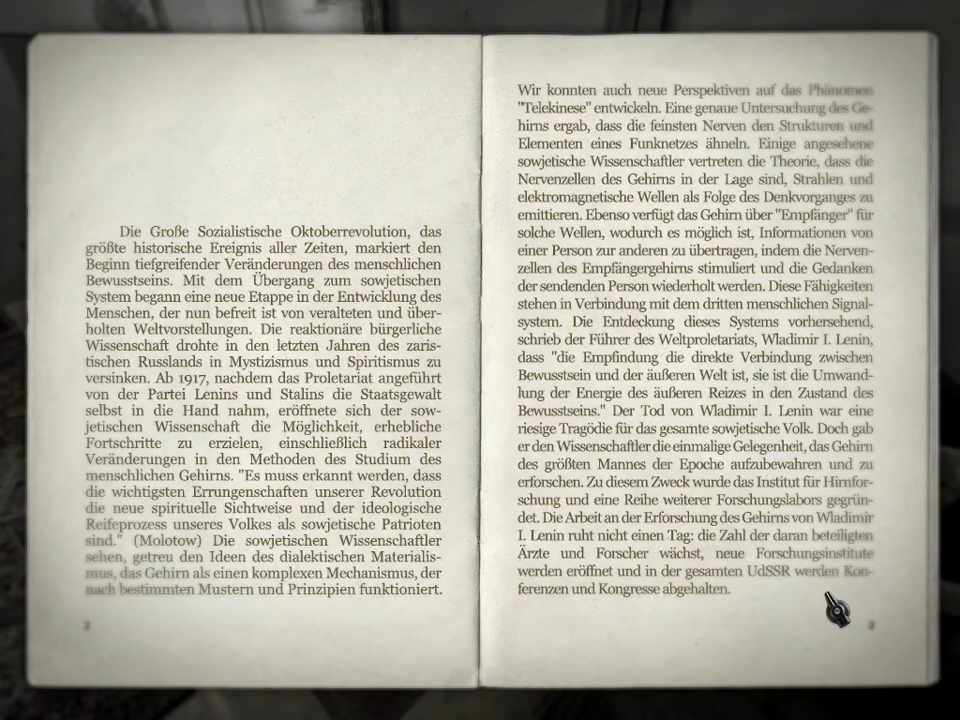 Die Große Sozialistische Oktoberrevolution, das
größte historische Ereignis aller Zeiten, markiert den
Beginn tiefgreifender Veränderungen des menschlichen
Bewusstseins. Mit dem Übergang zum sowjetischen
System begann eine neue Etappe in der Entwicklung des
Menschen, der nun befreit ist von veralteten und über-
holten Weltvorstellungen. Die reaktionäre bürgerliche
Wissenschaft drohte in den letzten Jahren des zaris-
tischen Russlands in Mystizismus und Spiritismus zu
versinken. Ab 1917, nachdem das Proletariat angeführt
von der Partei Lenins und Stalins die Staatsgewalt
selbst in die Hand nahm, eröffnete sich der sow-
jetischen Wissenschaft die Möglichkeit, erhebliche
Fortschritte zu erzielen, einschließlich radikaler
Veränderungen in den Methoden des Studium des
menschlichen Gehirns. "Es muss erkannt werden, dass
die wichtigsten Errungenschaften unserer Revolution
die neue spirituelle Sichtweise und der ideologische
Reifeprozess unseres Volkes als sowjetische Patrioten
sind." (Molotow) Die sowjetischen Wissenschaftler
sehen, getreu den Ideen des dialektischen Materialis-
mus, das Gehirn als einen komplexen Mechanismus, der
nach bestimmten Mustern und Prinzipien funktioniert.
2
Wir konnten auch neue Perspektiven auf das Phänomen
"Telekinese" entwickeln. Eine genaue Untersuchung des Ge-
hirns ergab, dass die feinsten Nerven den Strukturen und
Elementen eines Funknetzes ähneln. Einige angesehene
sowjetische Wissenschaftler vertreten die Theorie, dass die
Nervenzellen des Gehirns in der Lage sind, Strahlen und
elektromagnetische Wellen als Folge des Denkvorganges zu
emittieren. Ebenso verfügt das Gehirn über "Empfänger" für
solche Wellen, wodurch es möglich ist, Informationen von
einer Person zur anderen zu übertragen, indem die Nerven-
zellen des Empfängergehirns stimuliert und die Gedanken
der sendenden Person wiederholt werden. Diese Fähigkeiten
stehen in Verbindung mit dem dritten menschlichen Signal-
system. Die Entdeckung dieses Systems vorhersehend,
schrieb der Führer des Weltproletariats, Wladimir I. Lenin,
dass "die Empfindung die direkte Verbindung zwischen
Bewusstsein und der äußeren Welt ist, sie ist die Umwand-
lung der Energie des äußeren Reizes in den Zustand des
Bewusstseins." Der Tod von Wladimir I. Lenin war eine
riesige Tragödie für das gesamte sowjetische Volk. Doch gab
er den Wissenschaftler die einmalige Gelegenheit, das Gehirn
des größten Mannes der Epoche aufzubewahren und zu
erforschen. Zu diesem Zweck wurde das Institut für Hirnfor-
schung und eine Reihe weiterer Forschungslabors gegrün-
det. Die Arbeit an der Erforschung des Gehirns von Wladimir
I. Lenin ruht nicht einen Tag: die Zahl der daran beteiligten
Ärzte und Forscher wächst, neue Forschungsinstitute
werden eröffnet und in der gesamten UdSSR werden Kon-
ferenzen und Kongresse abgehalten.
3